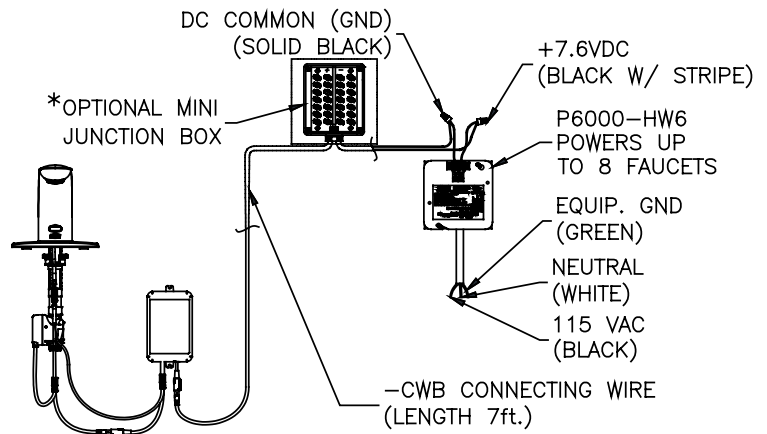 DC COMMON (GND)
(SOLID BLACK)
+7.6VDC
(BLACK W/ STRIPE)
*OPTIONAL MINI
JUNCTION BOX
P6000-HW6
POWERS UP
TO 8 FAUCETS
EQUIP. GND
(GREEN)
NEUTRAL
(WHITE)
115 VAC
(BLACK)
-CWB CONNECTING WIRE
(LENGTH 7ft.)